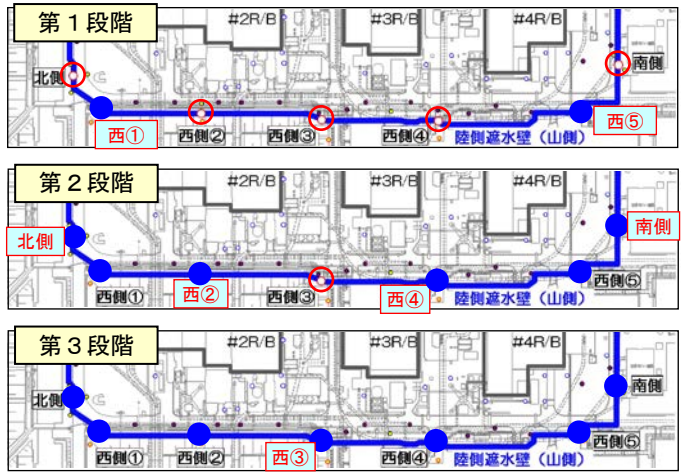 第１段階
#2R/B
#3R/B
#4R/B
北側
南側
西①
西側②
西側③
西側④
陸側遮水壁（山側）
西⑤
第２段階
#2R/B
#3R/B
#4R/B
北側
南側
西側①
西②
西側③
西④
陸側遮水壁（山側）
西側⑤
第３段階
#2R/B
#3R/B
#4R/B
北側
南側
西側①
西側②
西③
西側④
陸側遮水壁（山側）
西側⑤